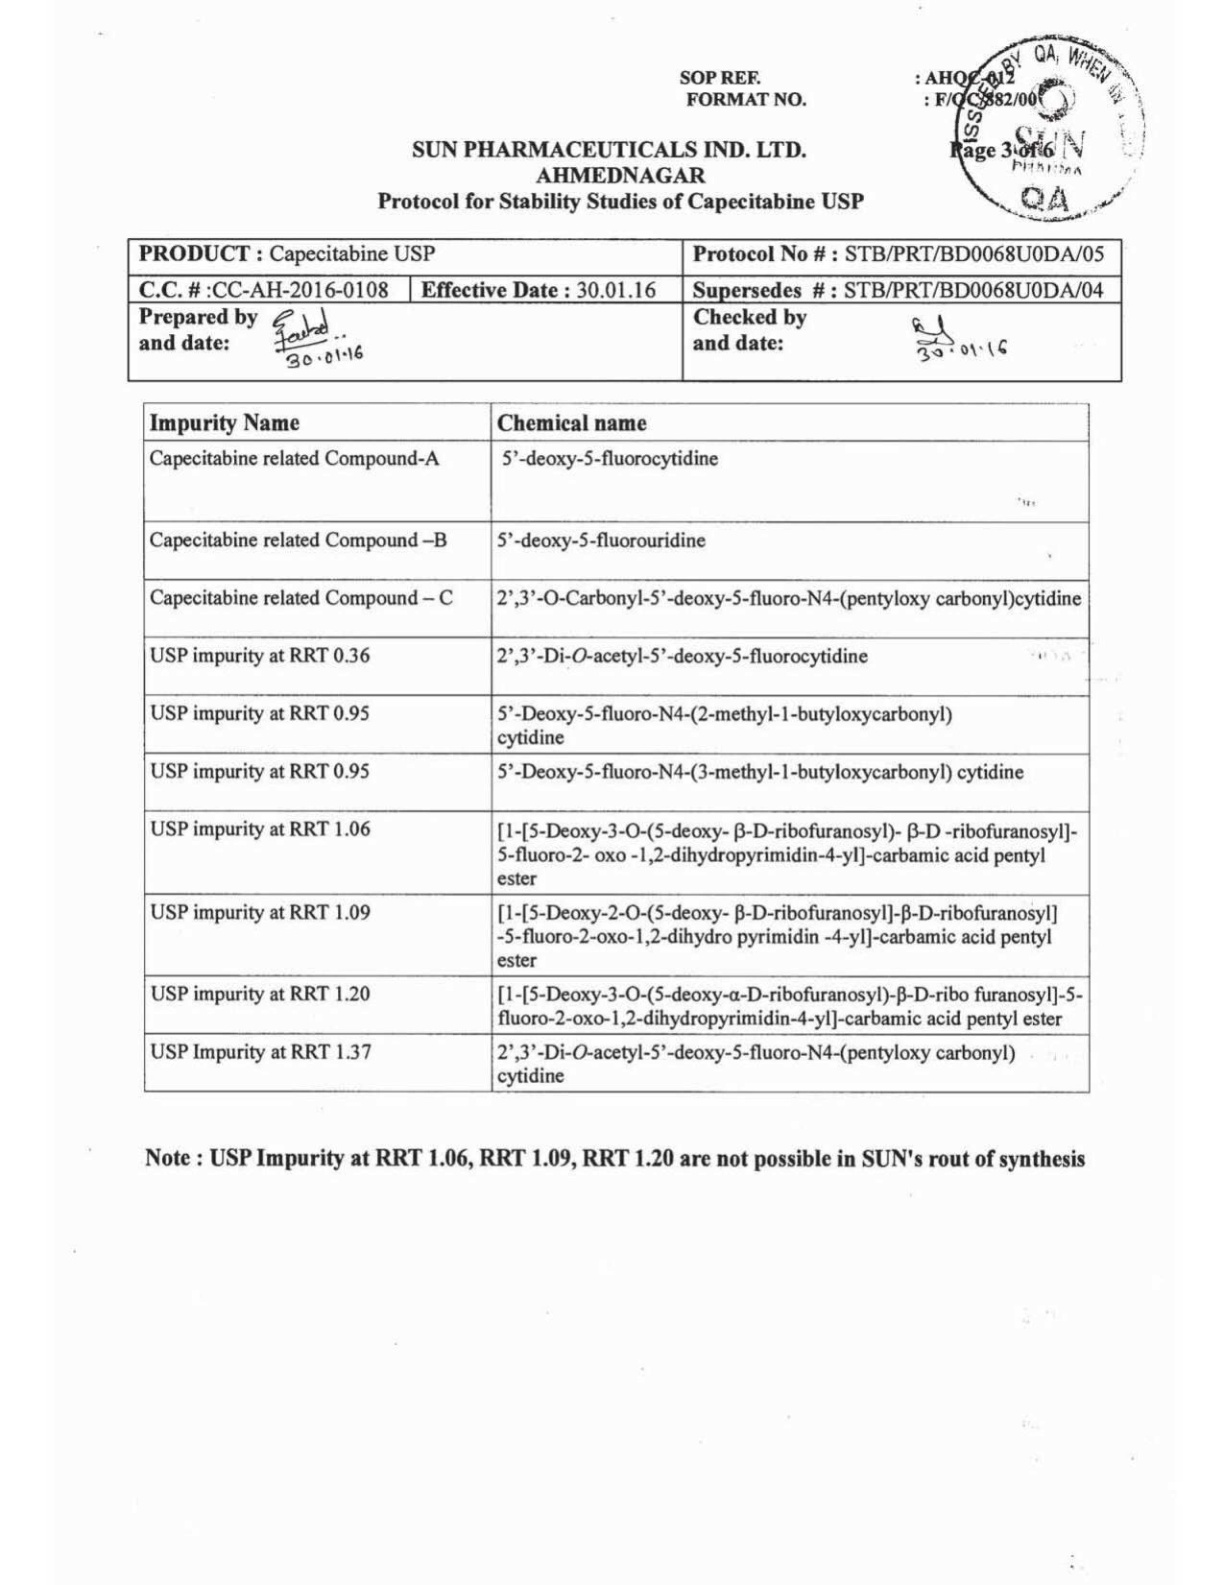 SOP REF. : AHQC-012
FORMAT NO. : F/QC/882/00
ISSUED BY QA, WHEN IN
SUN
PHARMA
QA
Page 3 of 6
SUN PHARMACEUTICALS IND. LTD.
AHMEDNAGAR
Protocol for Stability Studies of Capecitabine USP
PRODUCT : Capecitabine USP Protocol No # : STB/PRT/BD0068U0DA/05
C.C. # :CC-AH-2016-0108 Effective Date : 30.01.16 Supersedes # : STB/PRT/BD0068U0DA/04
Prepared by Checked by
and date: and date:
30.01.16 30.01.16
Impurity Name Chemical name
Capecitabine related Compound-A 5’-deoxy-5-fluorocytidine
Capecitabine related Compound –B 5’-deoxy-5-fluorouridine
Capecitabine related Compound – C 2’,3’-O-Carbonyl-5’-deoxy-5-fluoro-N4-(pentyloxy carbonyl)cytidine
USP impurity at RRT 0.36 2’,3’-Di-O-acetyl-5’-deoxy-5-fluorocytidine
USP impurity at RRT 0.95 5’-Deoxy-5-fluoro-N4-(2-methyl-1-butyloxycarbonyl)
cytidine
USP impurity at RRT 0.95 5’-Deoxy-5-fluoro-N4-(3-methyl-1-butyloxycarbonyl) cytidine
USP impurity at RRT 1.06 [1-[5-Deoxy-3-O-(5-deoxy- β-D-ribofuranosyl)- β-D -ribofuranosyl]-
5-fluoro-2- oxo -1,2-dihydropyrimidin-4-yl]-carbamic acid pentyl
ester
USP impurity at RRT 1.09 [1-[5-Deoxy-2-O-(5-deoxy- β-D-ribofuranosyl]-β-D-ribofuranosyl]
-5-fluoro-2-oxo-1,2-dihydro pyrimidin -4-yl]-carbamic acid pentyl
ester
USP impurity at RRT 1.20 [1-[5-Deoxy-3-O-(5-deoxy-α-D-ribofuranosyl)-β-D-ribo furanosyl]-5-
fluoro-2-oxo-1,2-dihydropyrimidin-4-yl]-carbamic acid pentyl ester
USP Impurity at RRT 1.37 2’,3’-Di-O-acetyl-5’-deoxy-5-fluoro-N4-(pentyloxy carbonyl)
cytidine
Note : USP Impurity at RRT 1.06, RRT 1.09, RRT 1.20 are not possible in SUN's rout of synthesis